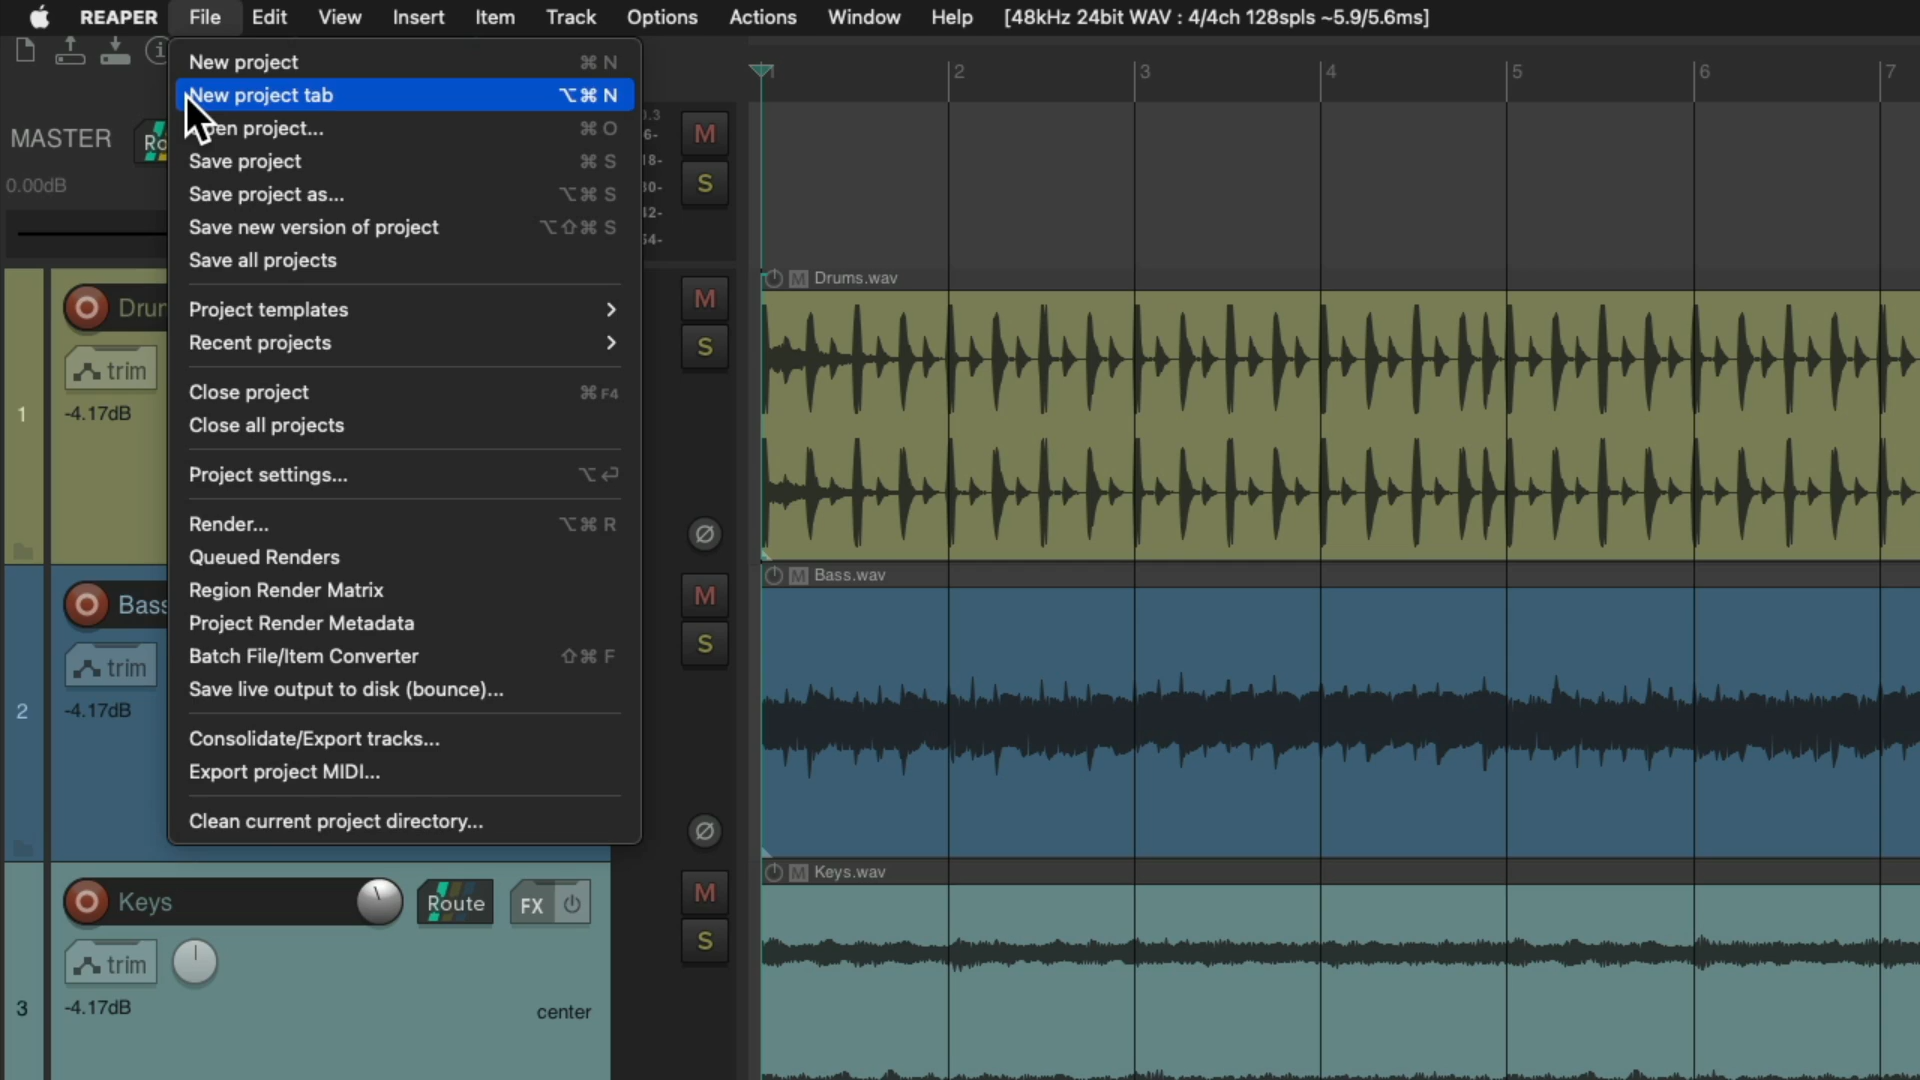 REAPER File Edit View Insert Item Track Options Actions Window Help [48kHz 24bit WAV : 4/4ch 128spls ~5.9/5.6ms]
New project ⌘ N
New project tab ⌥⌘ N
Open project... ⌘ O
Save project ⌘ S
Save project as... ⌥⌘ S
Save new version of project ⌥⇧⌘ S
Save all projects
Project templates
Recent projects
Close project ⌘F4
Close all projects
Project settings... ⌥⏎
Render... ⌥⌘ R
Queued Renders
Region Render Matrix
Project Render Metadata
Batch File/Item Converter ⇧⌘ F
Save live output to disk (bounce)...
Consolidate/Export tracks...
Export project MIDI...
Clean current project directory...
MASTER
0.00dB
M
S
1 2 3 4 5 6 7
1
trim
-4.17dB
M
S
Drums.wav
2
Bass
trim
-4.17dB
M
S
Bass.wav
3
Keys
Route
FX
trim
-4.17dB
center
M
S
Keys.wav